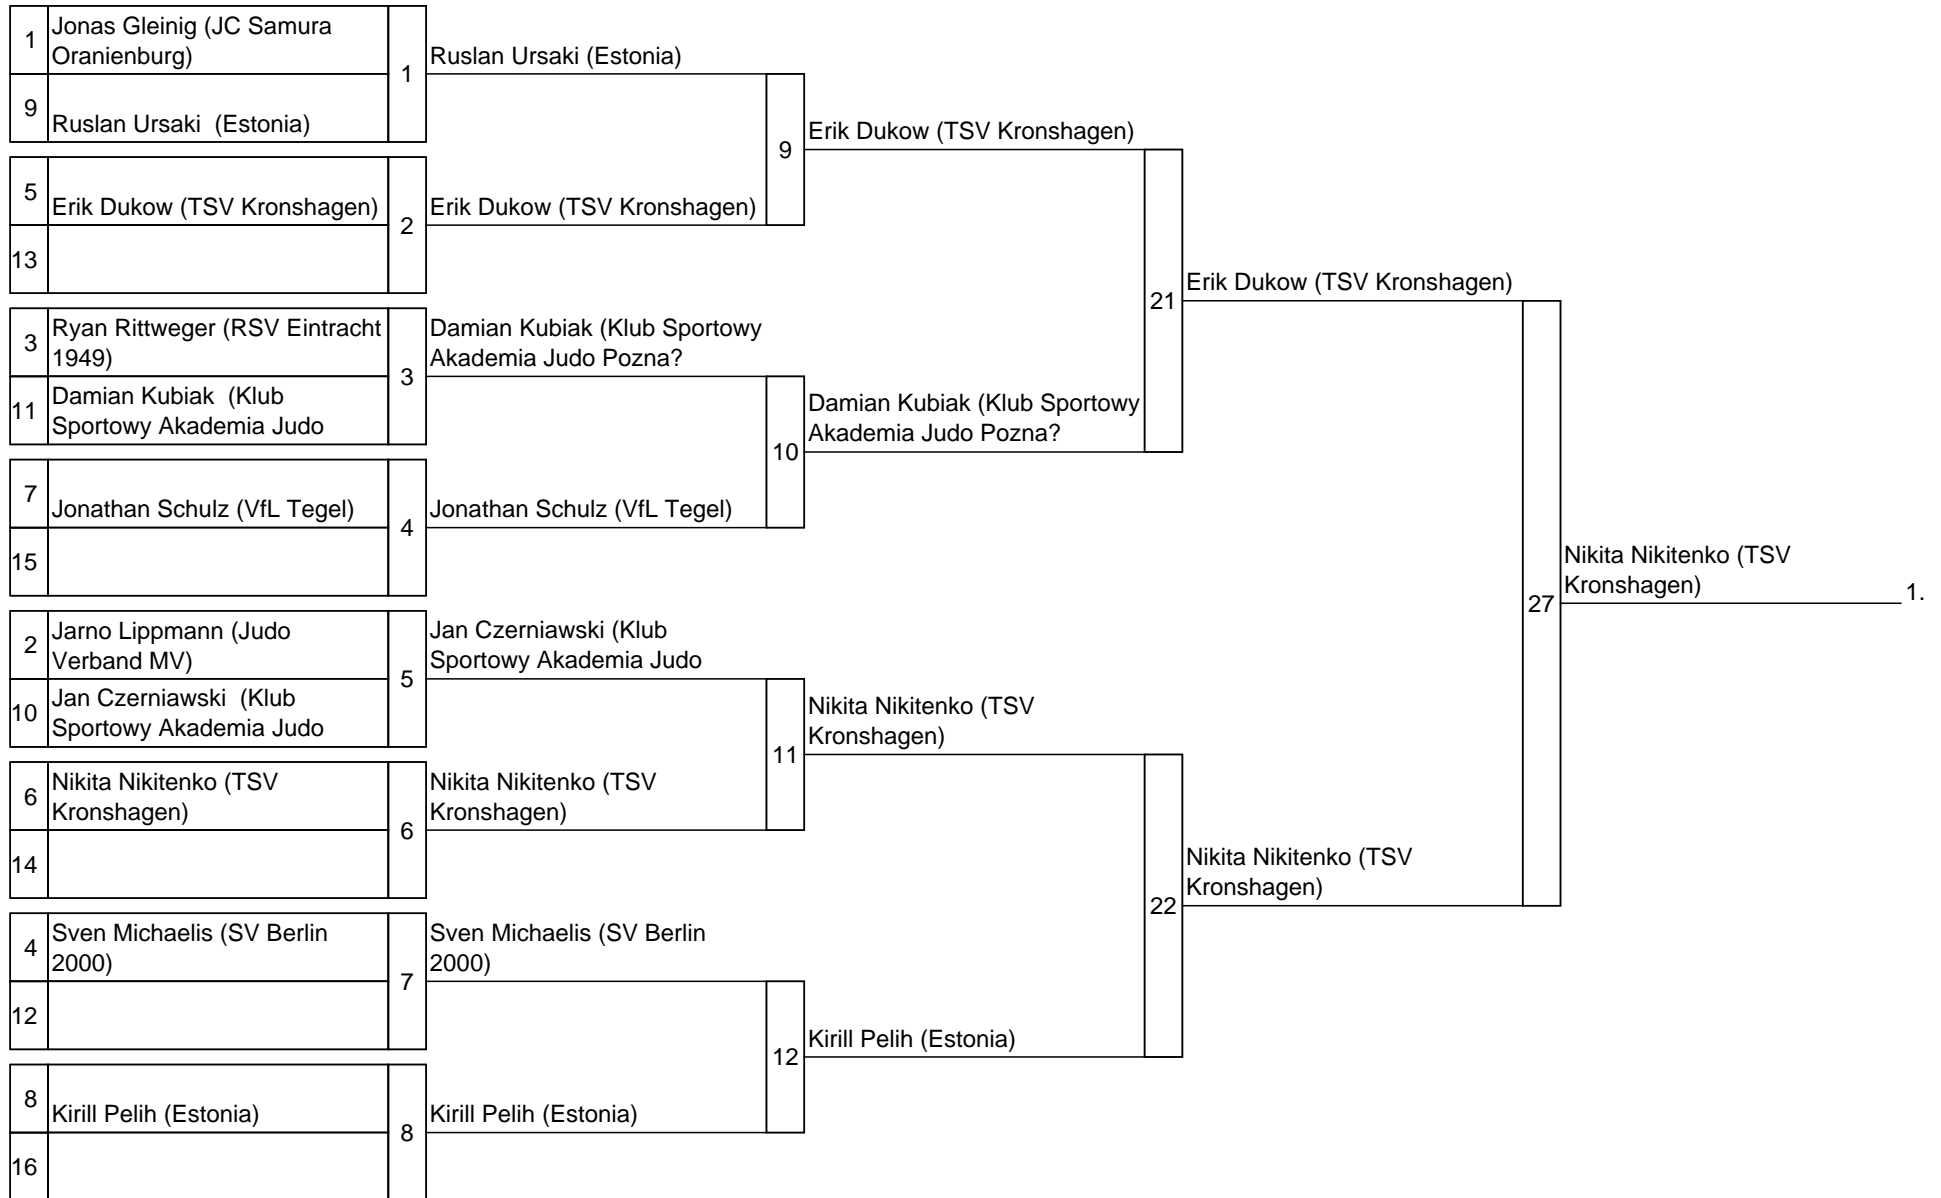 1
Jonas Gleinig (JC Samura
Oranienburg)
9
Ruslan Ursaki  (Estonia)
1
5
Erik Dukow (TSV Kronshagen)
13
2
3
Ryan Rittweger (RSV Eintracht
1949)
11
Damian Kubiak  (Klub
Sportowy Akademia Judo
3
7
Jonathan Schulz (VfL Tegel)
15
4
2
Jarno Lippmann (Judo
Verband MV)
10
Jan Czerniawski  (Klub
Sportowy Akademia Judo
5
6
Nikita Nikitenko (TSV
Kronshagen)
14
6
4
Sven Michaelis (SV Berlin
2000)
12
7
8
Kirill Pelih (Estonia)
16
8
Ruslan Ursaki (Estonia)
Erik Dukow (TSV Kronshagen)
9
Damian Kubiak (Klub Sportowy
Akademia Judo Pozna?
Jonathan Schulz (VfL Tegel)
10
Jan Czerniawski (Klub
Sportowy Akademia Judo
Nikita Nikitenko (TSV
Kronshagen)
11
Sven Michaelis (SV Berlin
2000)
Kirill Pelih (Estonia)
12
Erik Dukow (TSV Kronshagen)
Damian Kubiak (Klub Sportowy
Akademia Judo Pozna?
21
Nikita Nikitenko (TSV
Kronshagen)
Kirill Pelih (Estonia)
22
Erik Dukow (TSV Kronshagen)
Nikita Nikitenko (TSV
Kronshagen)
27
Nikita Nikitenko (TSV
Kronshagen)
1.